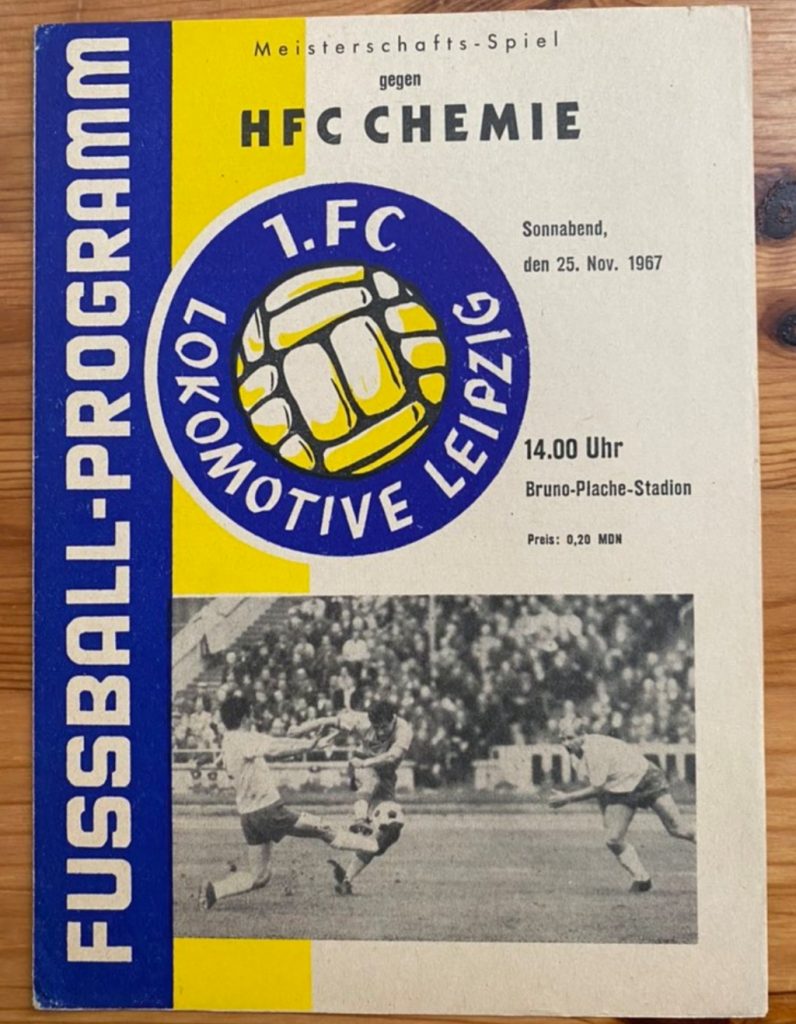 FUSSBALL-PROGRAMM
Meisterschafts-Spiel
gegen
HFC CHEMIE
1. FC
LOKOMOTIVE LEIPZIG
Sonnabend,
den 25. Nov. 1967
14.00 Uhr
Bruno-Plache-Stadion
Preis: 0,20 MDN